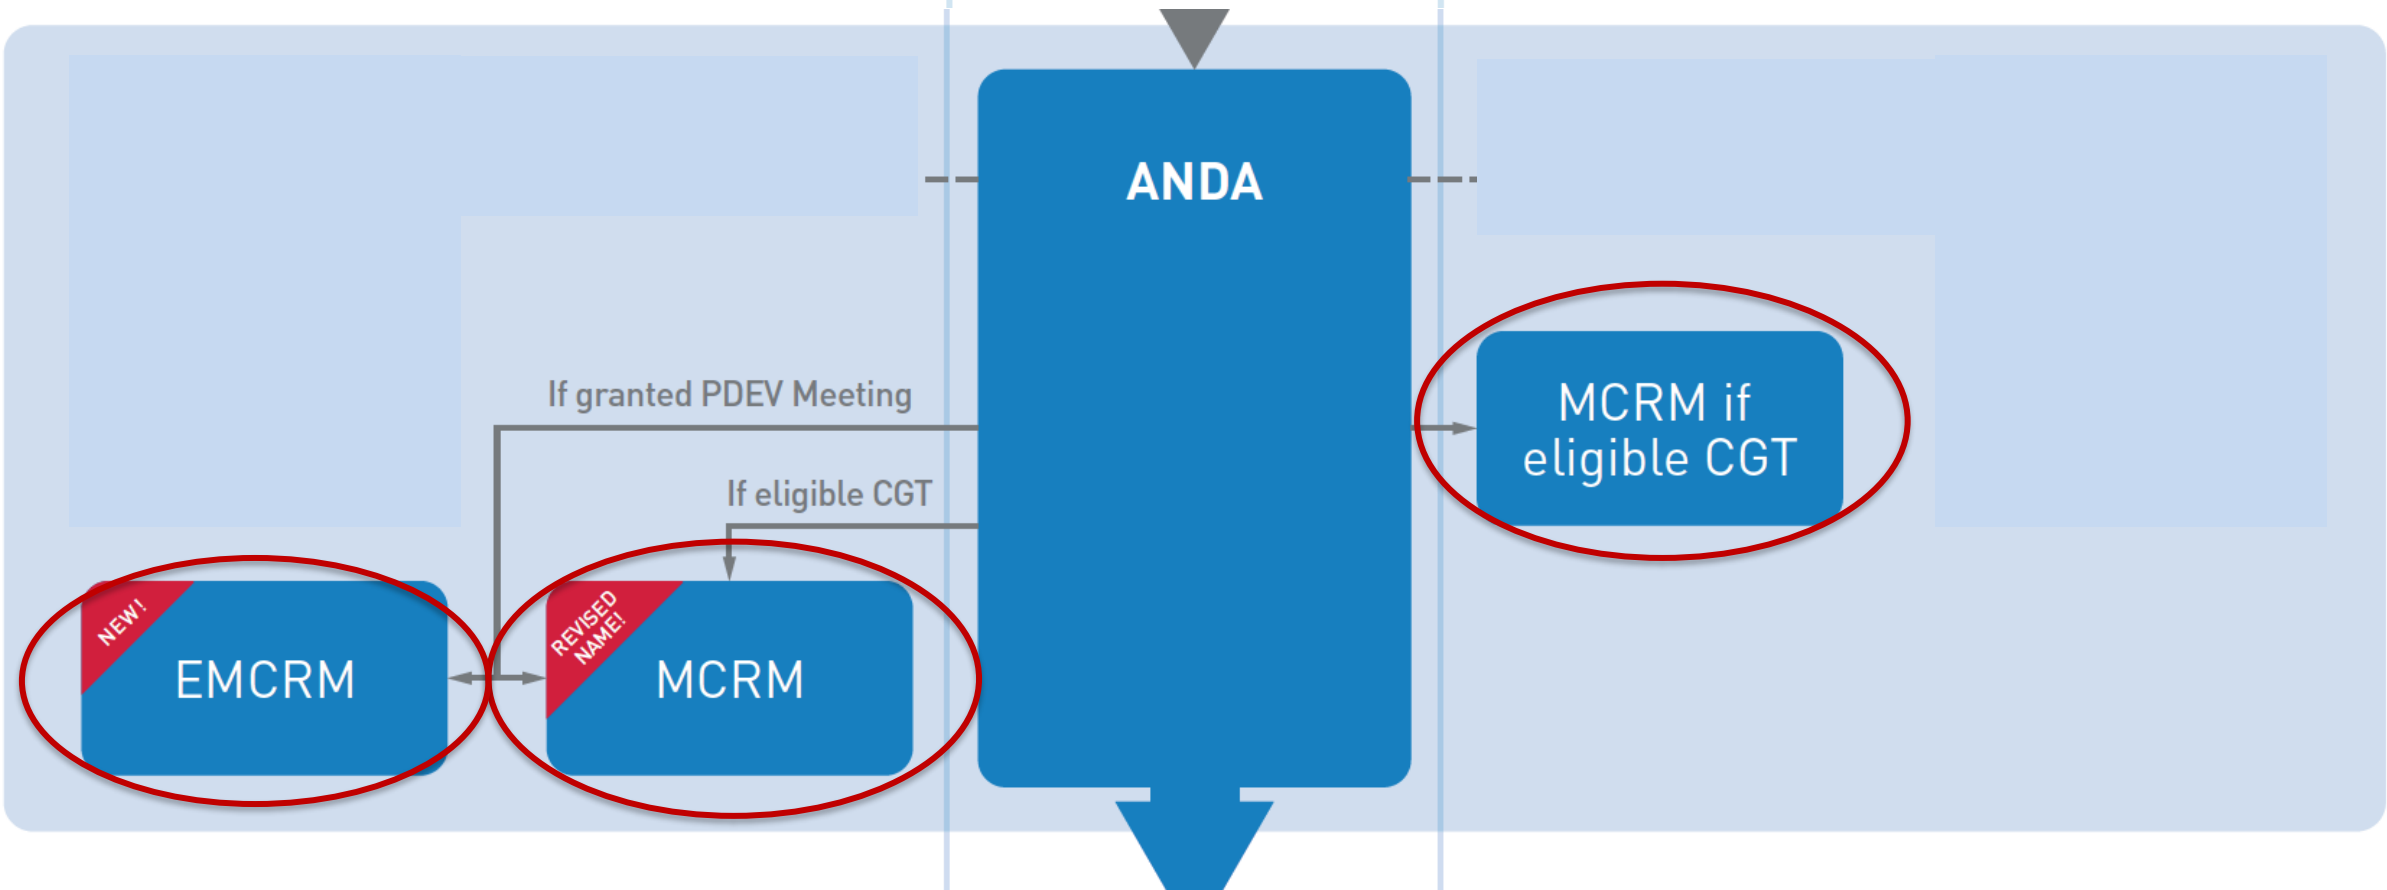 ANDA
If granted PDEV Meeting
MCRM if
eligible CGT
If eligible CGT
NEW!
EMCRM
REVISED
NAME!
MCRM